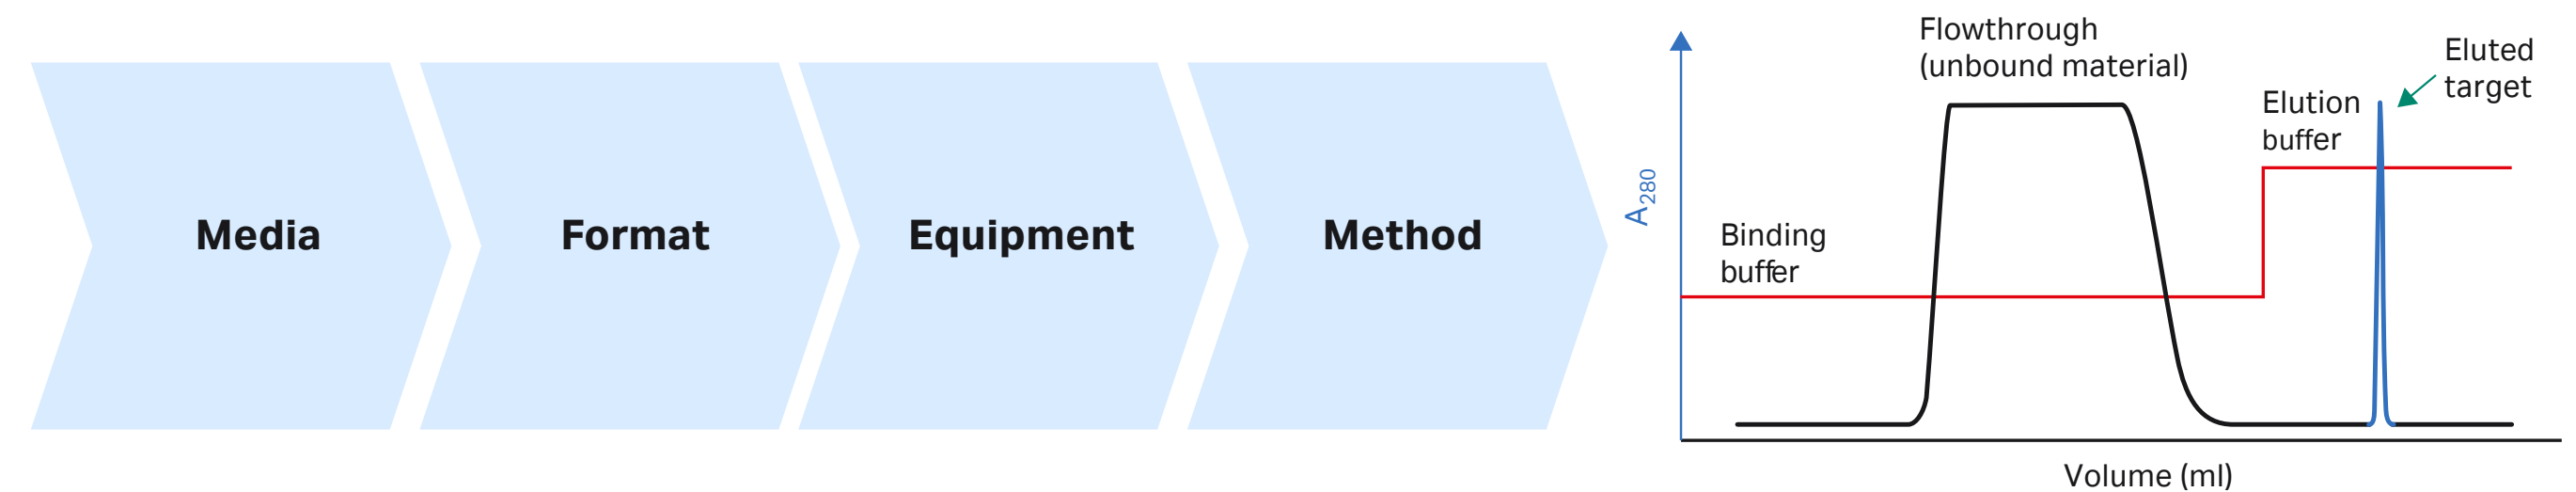 Media
Format
Equipment
Method
Flowthrough
(unbound material)
Eluted
target
Elution
buffer
Binding
buffer
A₂₈₀
Volume (ml)